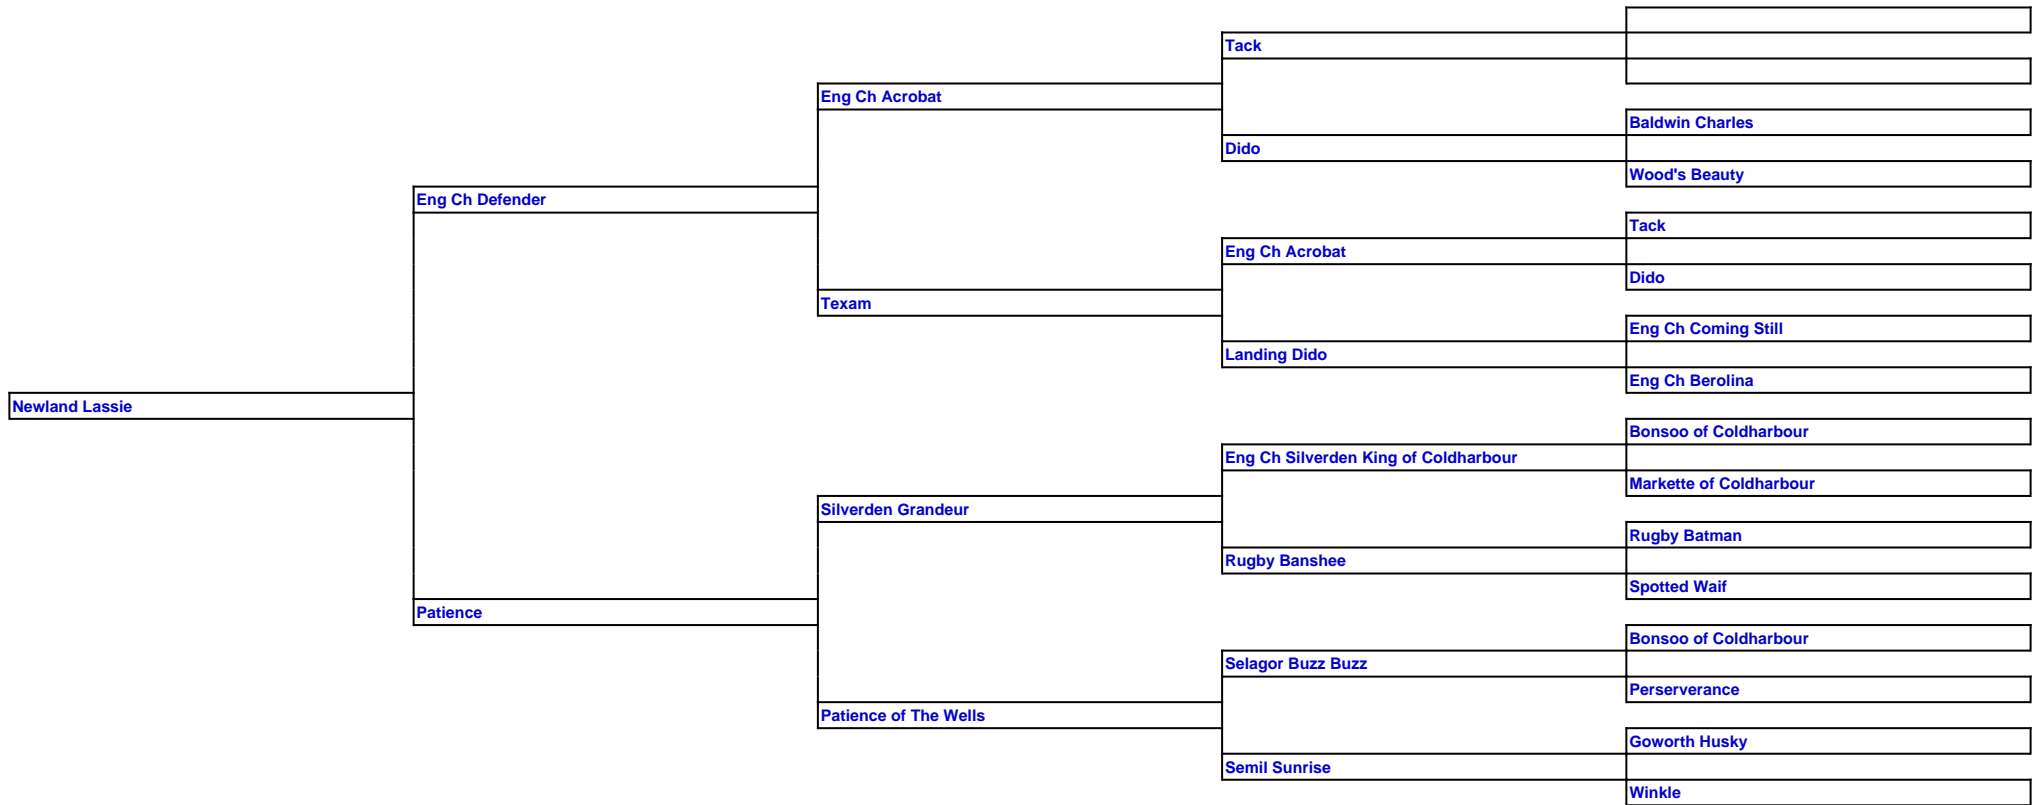 Tack
Eng Ch Acrobat
Baldwin Charles
Dido
Wood's Beauty
Eng Ch Defender
Tack
Eng Ch Acrobat
Dido
Texam
Eng Ch Coming Still
Landing Dido
Eng Ch Berolina
Newland Lassie
Bonsoo of Coldharbour
Eng Ch Silverden King of Coldharbour
Markette of Coldharbour
Silverden Grandeur
Rugby Batman
Rugby Banshee
Spotted Waif
Patience
Bonsoo of Coldharbour
Selagor Buzz Buzz
Perserverance
Patience of The Wells
Goworth Husky
Semil Sunrise
Winkle